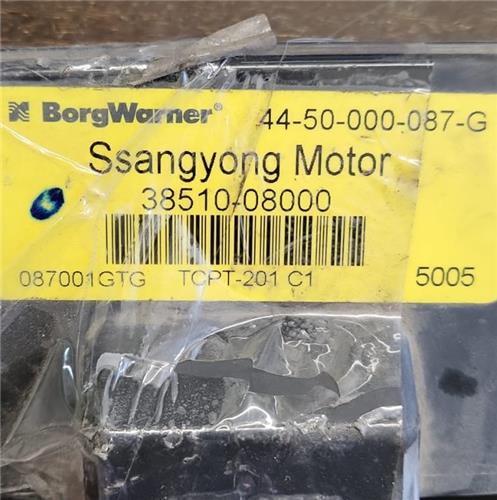 BorgWarner® 44-50-000-087-G
Ssangyong Motor
38510-08000
087001GTG TCPT-201 C1 5005